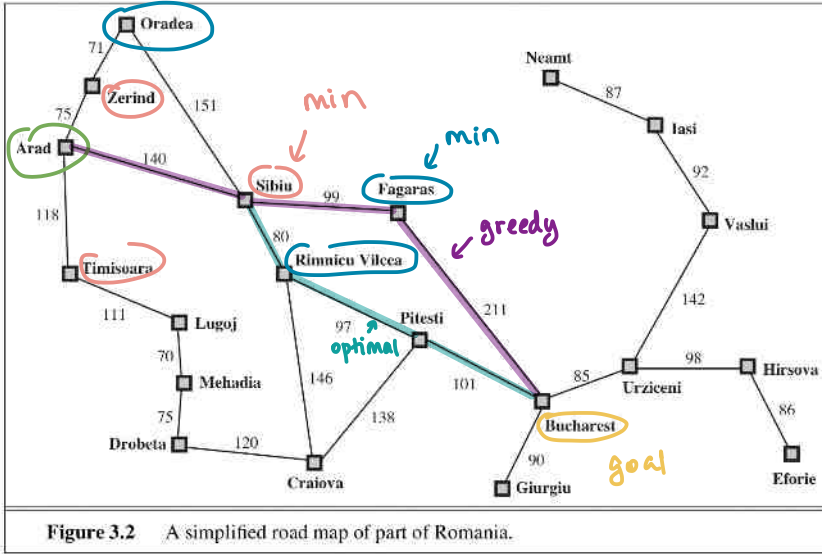 Oradea
71
Neamt
87
Zerind
151
min
75
Iasi
Arad
140
min
92
Sibiu
99
Fagaras
118
80
greedy
Vaslui
Timisoara
Rimnicu Vilcea
111
Lugoj
97
Pitesti
211
142
optimal
70
Mehadia
146
101
85
98
Hirsova
Urziceni
75
138
86
Drobeta
120
Bucharest
90
goal
Eforie
Craiova
Giurgiu
Figure 3.2 A simplified road map of part of Romania.